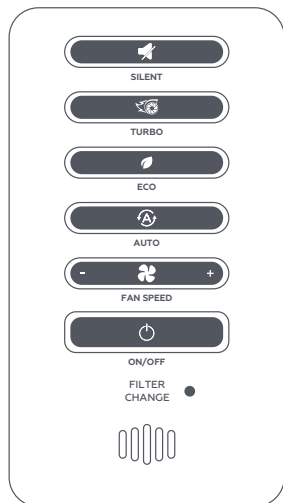 SILENT
TURBO
ECO
A
AUTO
- +
FAN SPEED
ON/OFF
FILTER
CHANGE